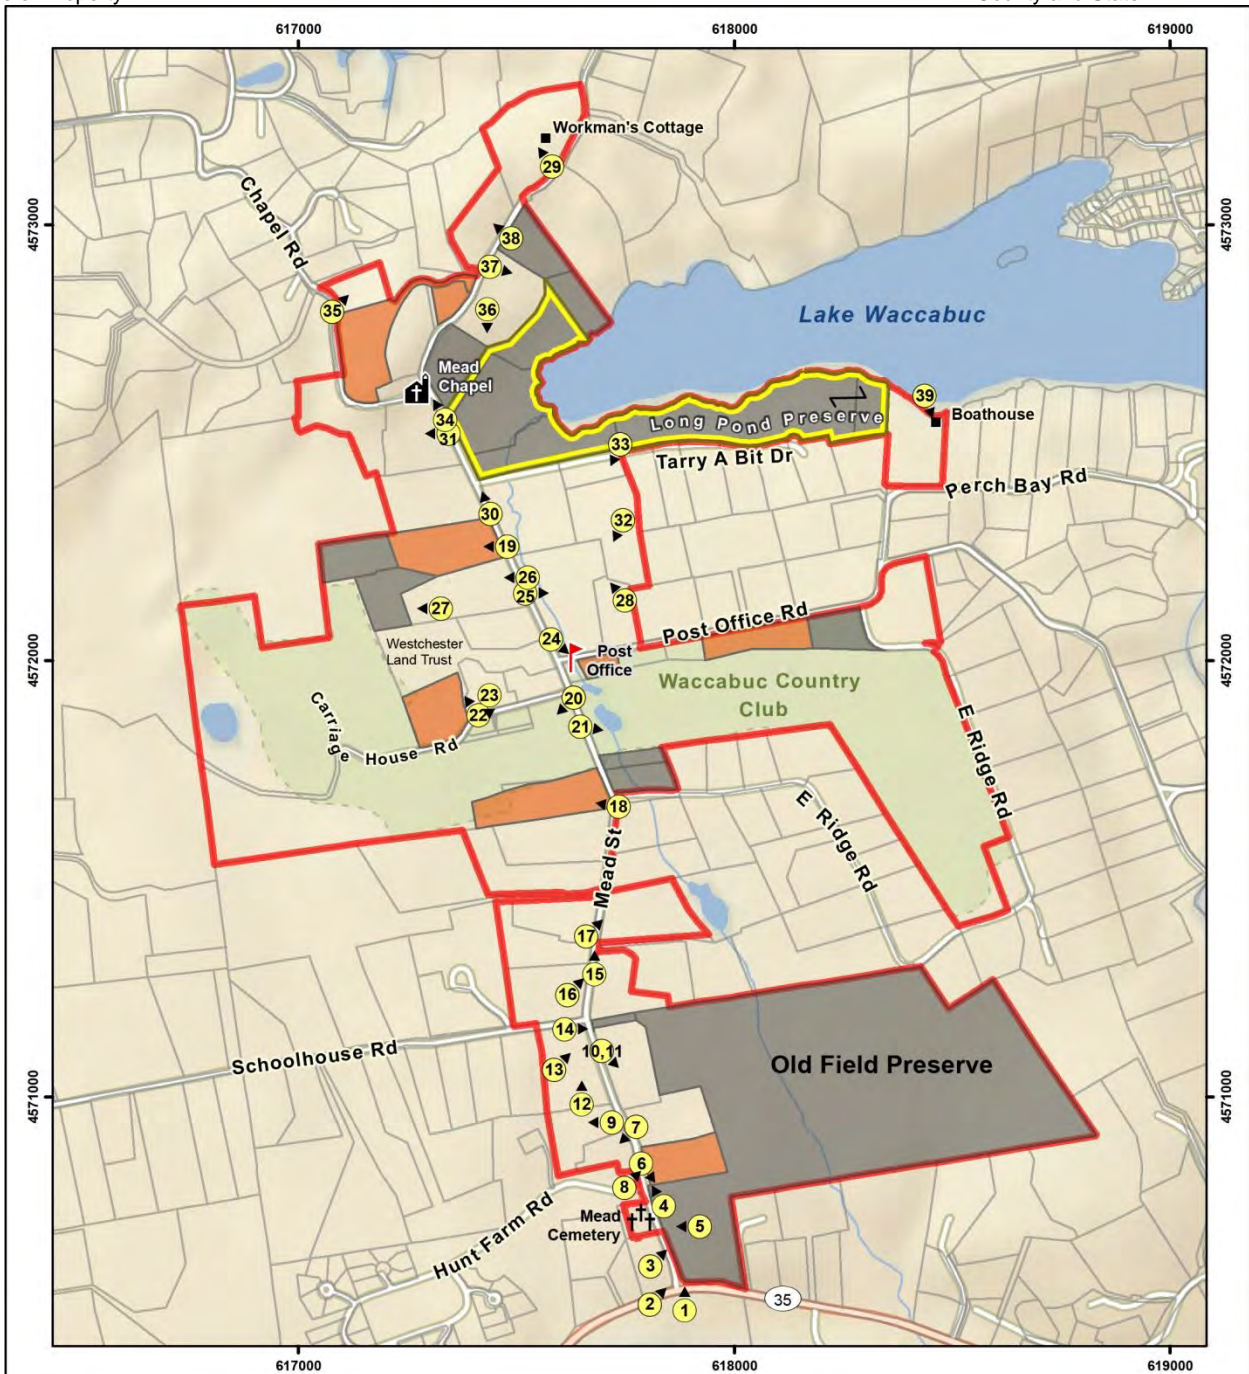 617000
618000
619000
Workman's Cottage
29
Chapel Rd
4573000
4573000
38
37
35
36
Lake Waccabuc
Mead
Chapel
39
34
31
Long Pond Preserve
Boathouse
33
Tarry A Bit Dr
Perch Bay Rd
30
32
19
26
25
27
28
Post Office Rd
24
Westchester
Land Trust
Post
Office
4572000
4572000
23
22
20
21
Waccabuc Country
Club
Carriage House Rd
E Ridge Rd
18
E Ridge Rd
Mead St
17
15
16
14
Schoolhouse Rd
10,11
13
Old Field Preserve
4571000
4571000
12
9
7
6
8
4
Mead
Cemetery
5
Hunt Farm Rd
3
2
1
35
617000
618000
619000